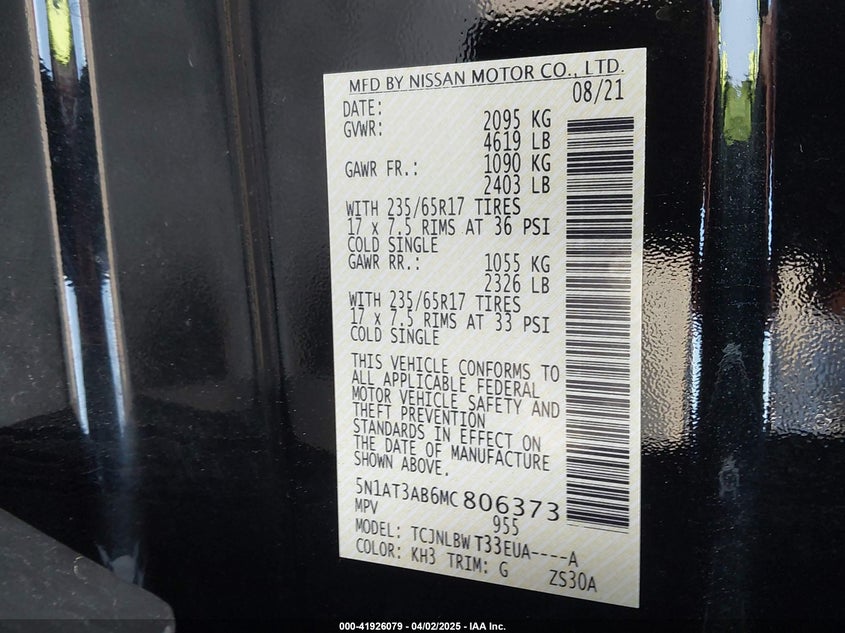 MFD BY NISSAN MOTOR CO., LTD.
DATE: 08/21
GVWR: 2095 KG
4619 LB
GAWR FR.: 1090 KG
2403 LB
WITH 235/65R17 TIRES
17 x 7.5 RIMS AT 36 PSI
COLD SINGLE
GAWR RR.: 1055 KG
2326 LB
WITH 235/65R17 TIRES
17 x 7.5 RIMS AT 33 PSI
COLD SINGLE
THIS VEHICLE CONFORMS TO
ALL APPLICABLE FEDERAL
MOTOR VEHICLE SAFETY AND
THEFT PREVENTION
STANDARDS IN EFFECT ON
THE DATE OF MANUFACTURE
SHOWN ABOVE.
5N1AT3AB6MC 806373
MPV 955
MODEL: TCJNLBW T33EUA----A
COLOR: KH3 TRIM: G ZS30A
000-41926079 - 04/02/2025 - IAA Inc.